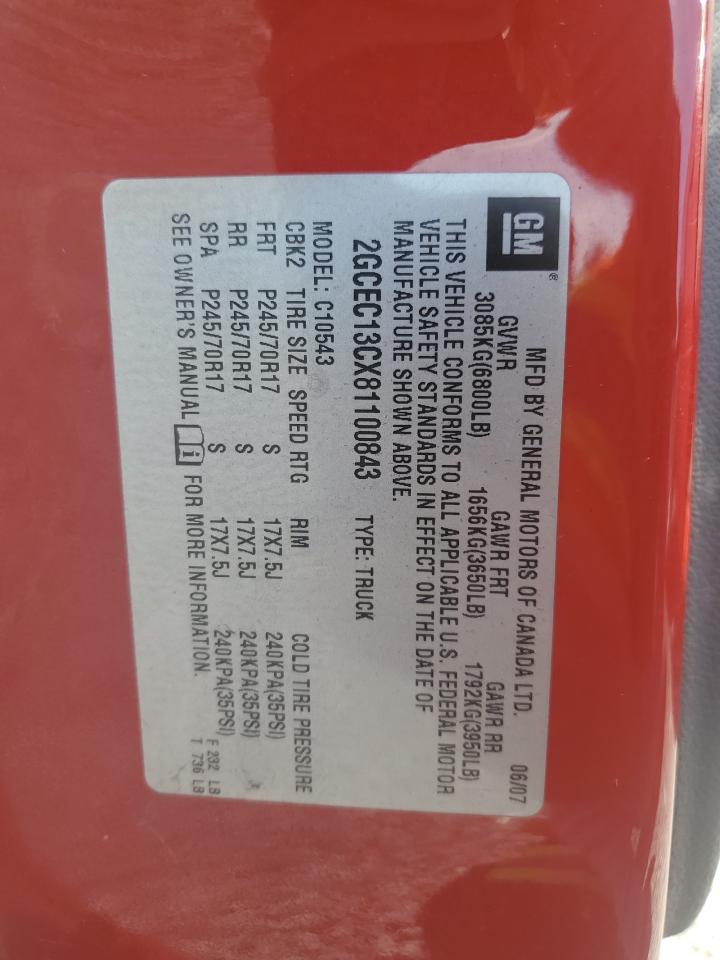 GM®
MFD BY GENERAL MOTORS OF CANADA LTD. 06/07
GVWR GAWR FRT GAWR RR
3085KG(6800LB) 1656KG(3650LB) 1792KG(3950LB)
THIS VEHICLE CONFORMS TO ALL APPLICABLE U.S. FEDERAL MOTOR
VEHICLE SAFETY STANDARDS IN EFFECT ON THE DATE OF
MANUFACTURE SHOWN ABOVE.
2GCEC13CX81100843 TYPE: TRUCK
MODEL: C10543
CBK2 TIRE SIZE SPEED RTG RIM COLD TIRE PRESSURE
FRT P245/70R17 S 17X7.5J 240KPA(35PSI)
RR P245/70R17 S 17X7.5J 240KPA(35PSI)
SPA P245/70R17 S 17X7.5J 240KPA(35PSI) F 232 LB
SEE OWNER'S MANUAL i FOR MORE INFORMATION. T 736 LB